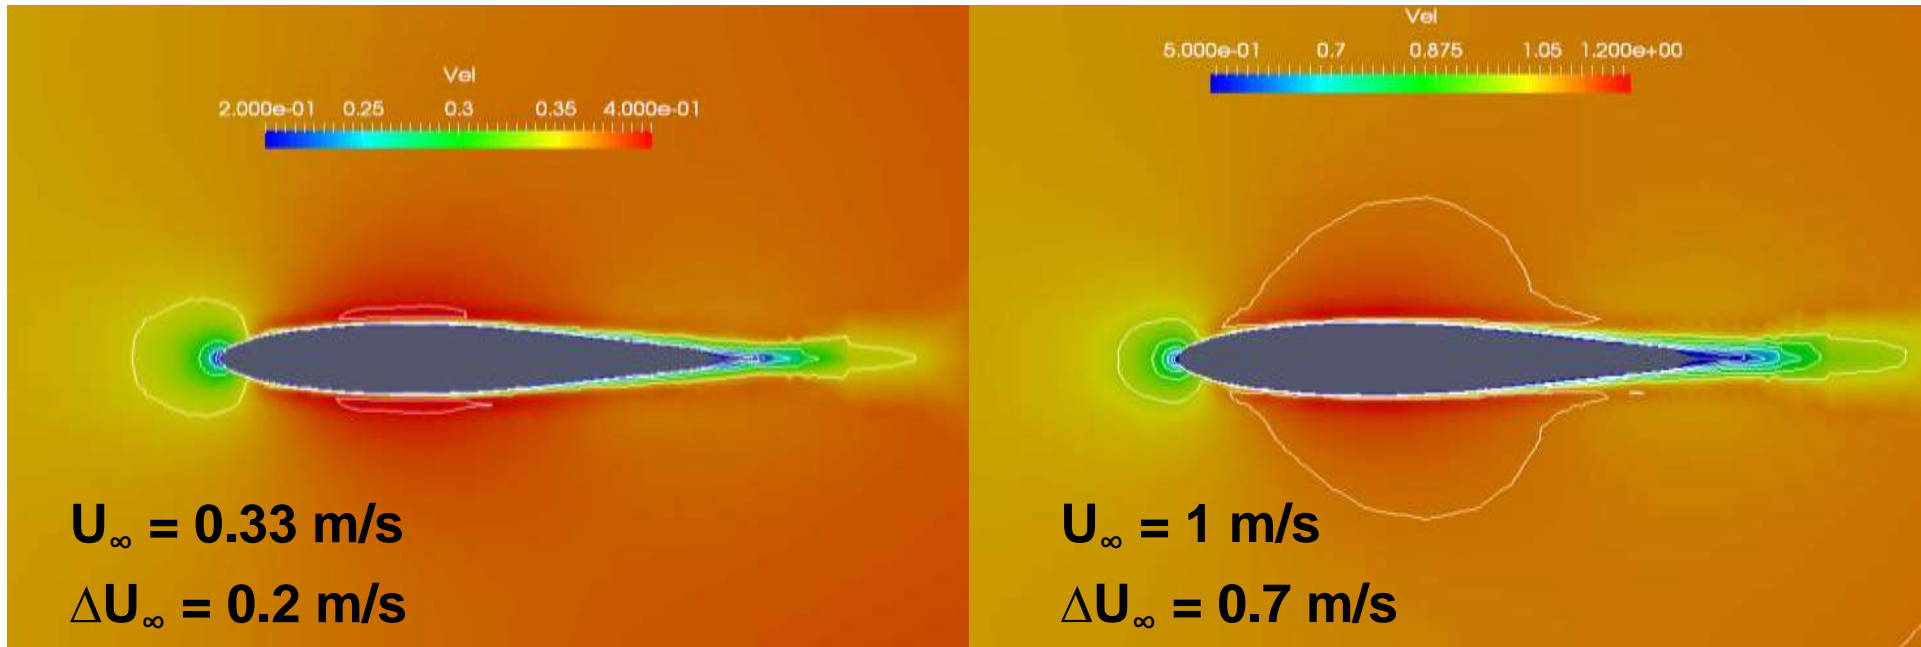 Vel
2.000e-01 0.25 0.3 0.35 4.000e-01
U∞ = 0.33 m/s
ΔU∞ = 0.2 m/s
Vel
5.000e-01 0.7 0.875 1.05 1.200e+00
U∞ = 1 m/s
ΔU∞ = 0.7 m/s